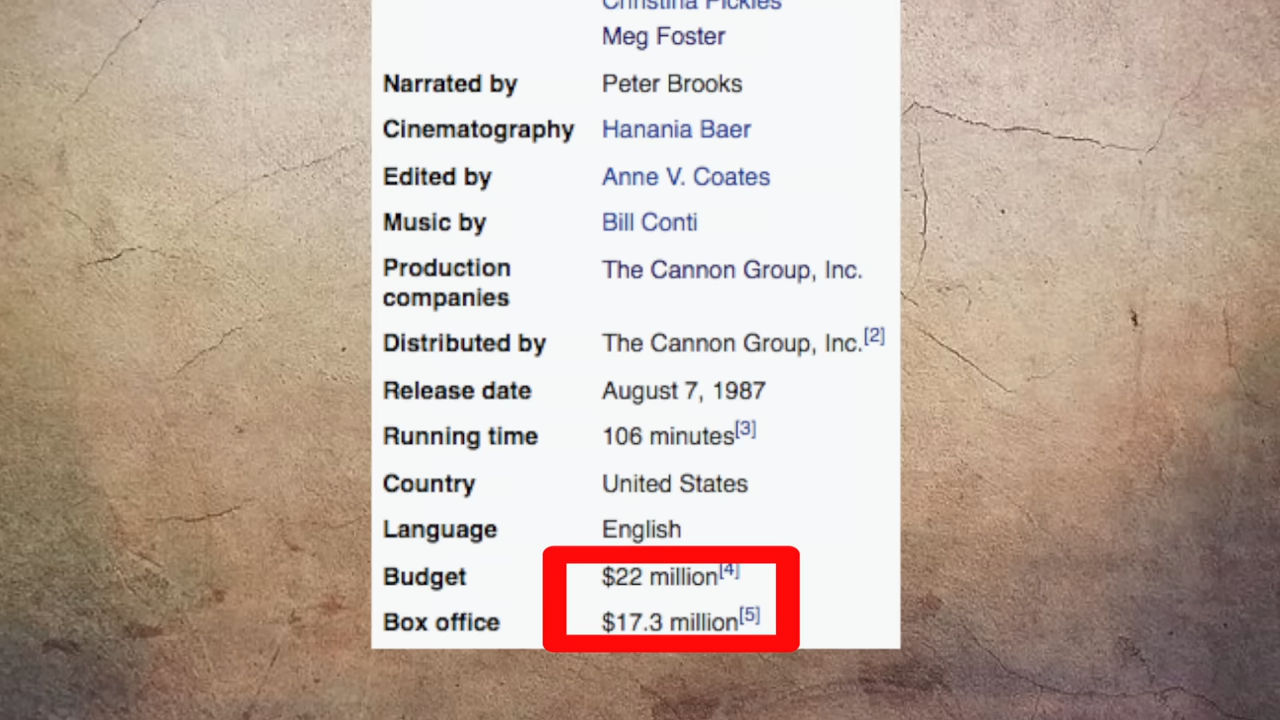 Christina Pickles
Meg Foster
Narrated by Peter Brooks
Cinematography Hanania Baer
Edited by Anne V. Coates
Music by Bill Conti
Production companies The Cannon Group, Inc.
Distributed by The Cannon Group, Inc.[2]
Release date August 7, 1987
Running time 106 minutes[3]
Country United States
Language English
Budget $22 million[4]
Box office $17.3 million[5]